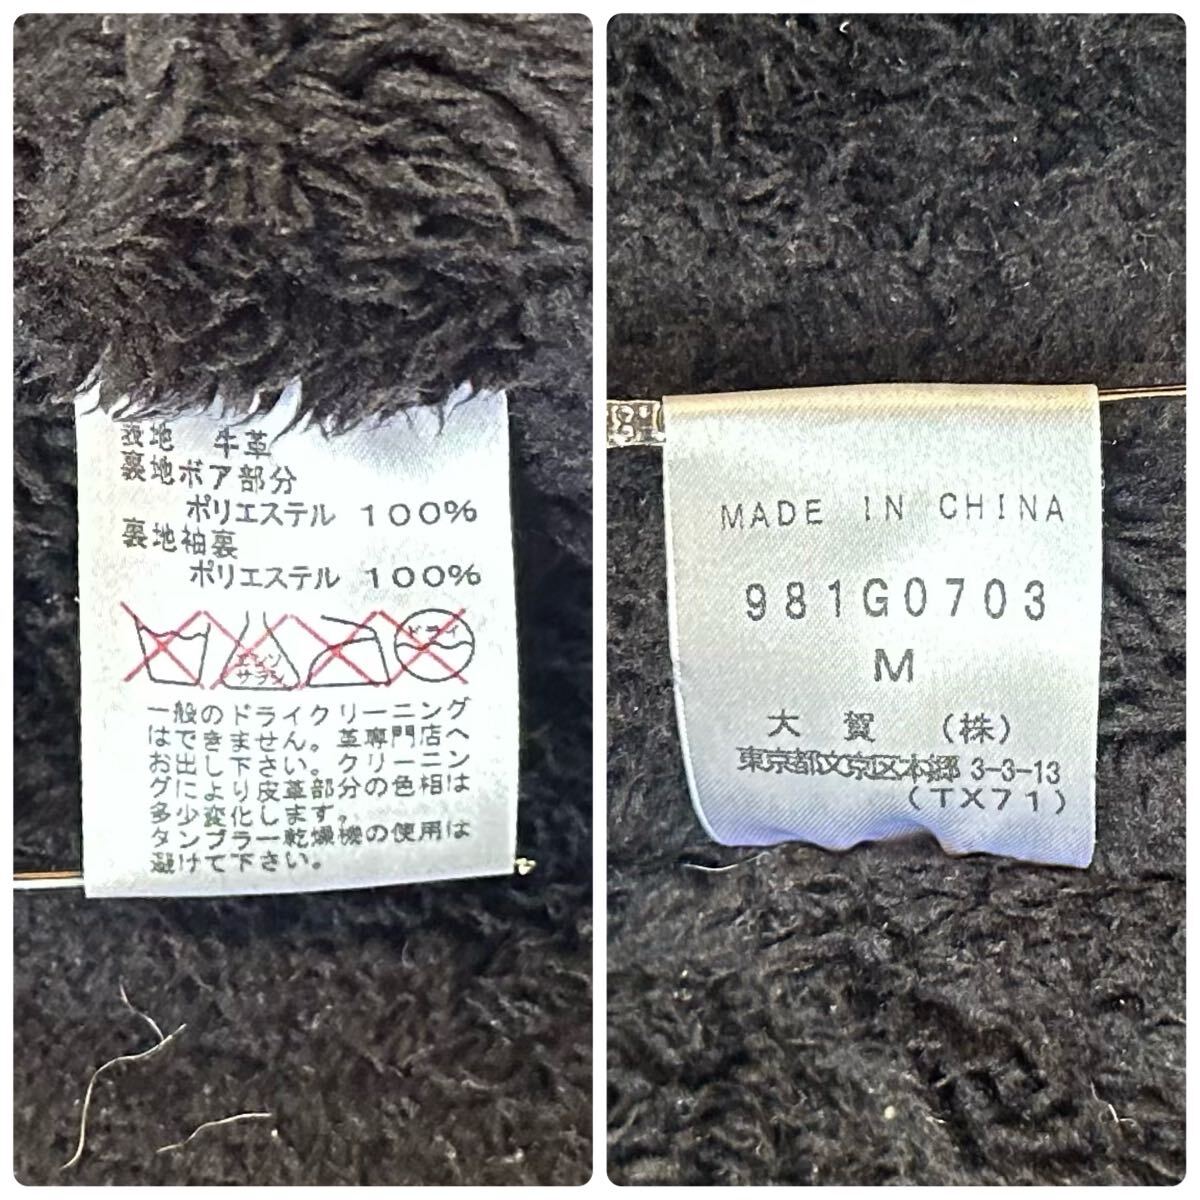 表地 牛革
裏地ボア部分
ポリエステル 100%
裏地袖裏
ポリエステル 100%
エンソ
サラシ
ドライ
一般のドライクリーニング
はできません。革専門店へ
お出し下さい。クリーニン
グにより皮革部分の色相は
多少変化します。
タンブラー乾燥機の使用は
避けて下さい。
MADE IN CHINA
981G0703
M
大賀 (株)
東京都文京区本郷 3-3-13
(TX71)